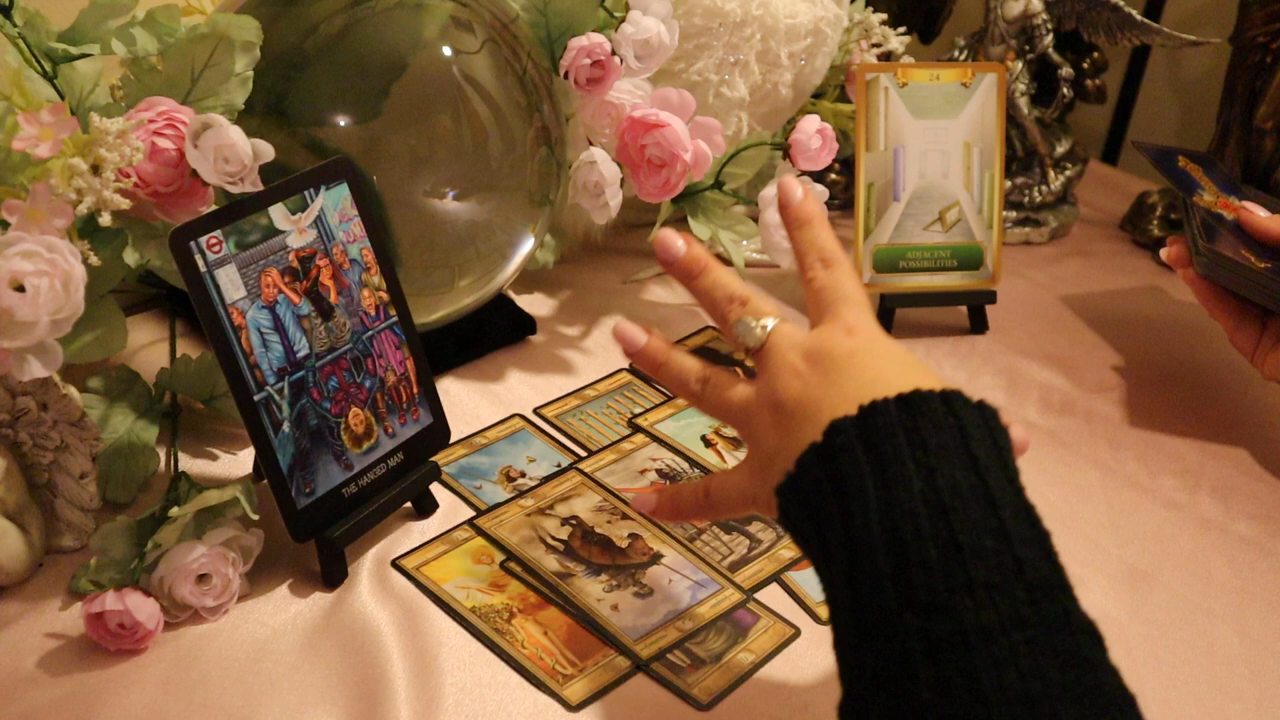 THE HANGED MAN
24
ADJACENT
POSSIBILITIES